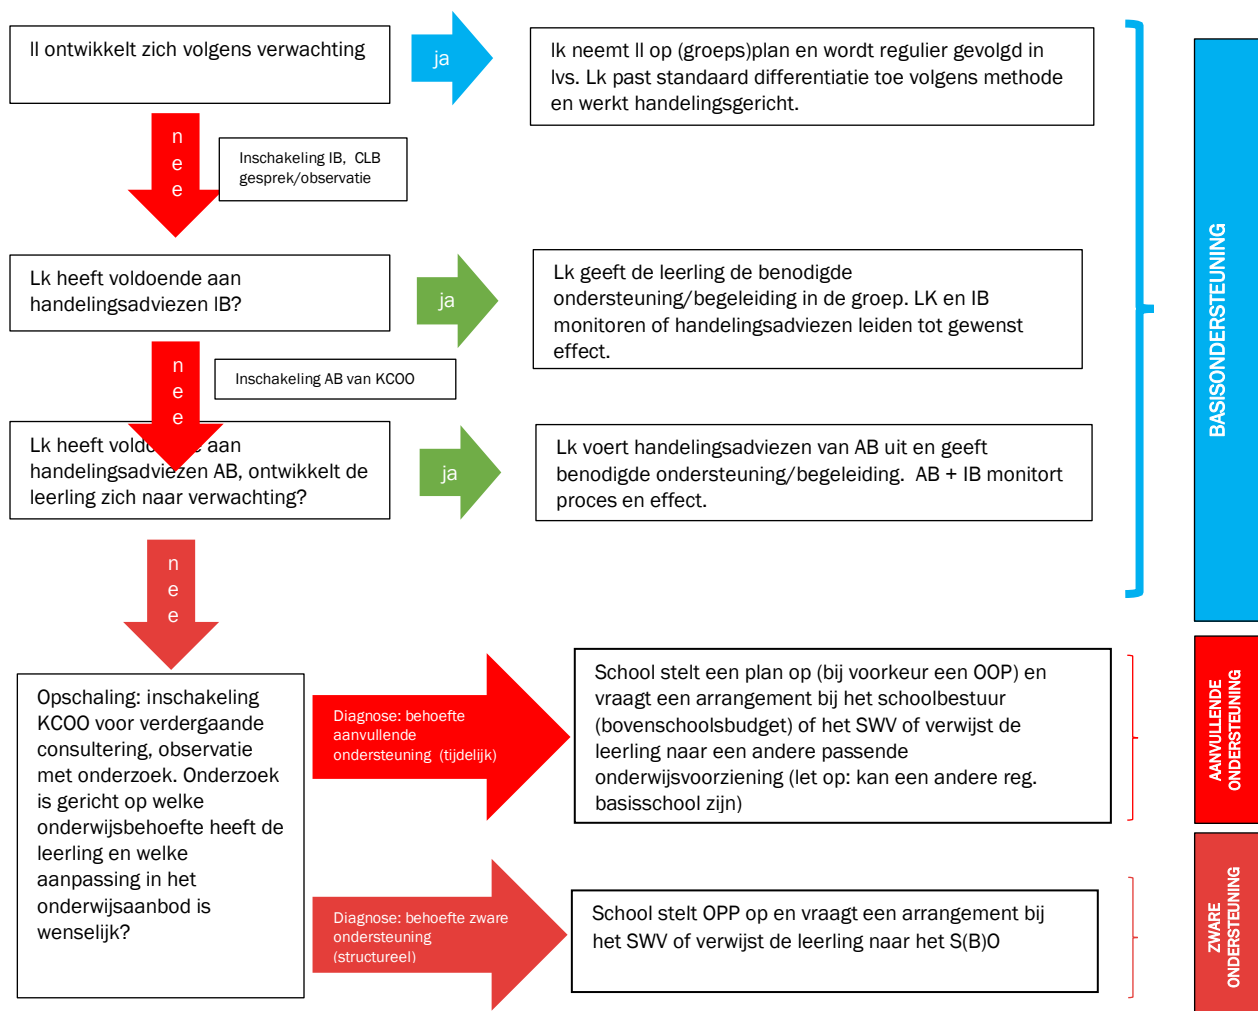 ll ontwikkelt zich volgens verwachting
ja
Ik neemt ll op (groeps)plan en wordt regulier gevolgd in
lvs. Lk past standaard differentiatie toe volgens methode
en werkt handelingsgericht.
n
e
e
Inschakeling IB, CLB
gesprek/observatie
Lk heeft voldoende aan
handelingsadviezen IB?
ja
Lk geeft de leerling de benodigde
ondersteuning/begeleiding in de groep. LK en IB
monitoren of handelingsadviezen leiden tot gewenst
effect.
n
e
e
Inschakeling AB van KCOO
Lk heeft voldoende aan
handelingsadviezen AB, ontwikkelt de
leerling zich naar verwachting?
ja
Lk voert handelingsadviezen van AB uit en geeft
benodigde ondersteuning/begeleiding. AB + IB monitort
proces en effect.
BASISONDERSTEUNING
n
e
e
Opschaling: inschakeling
KCOO voor verdergaande
consultering, observatie
met onderzoek. Onderzoek
is gericht op welke
onderwijsbehoefte heeft de
leerling en welke
aanpassing in het
onderwijsaanbod is
wenselijk?
Diagnose: behoefte
aanvullende
ondersteuning (tijdelijk)
School stelt een plan op (bij voorkeur een OOP) en
vraagt een arrangement bij het schoolbestuur
(bovenschoolsbudget) of het SWV of verwijst de
leerling naar een andere passende
onderwijsvoorziening (let op: kan een andere reg.
basisschool zijn)
AANVULLENDE
ONDERSTEUNING
Diagnose: behoefte zware
ondersteuning
(structureel)
School stelt OPP op en vraagt een arrangement bij
het SWV of verwijst de leerling naar het S(B)O
ZWARE
ONDERSTEUNING